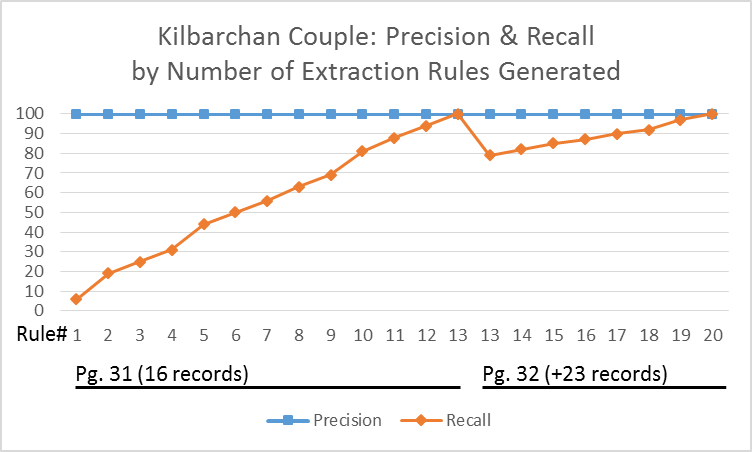 Kilbarchan Couple: Precision & Recall
by Number of Extraction Rules Generated
100
90
80
70
60
50
40
30
20
10
0
Rule# 1 2 3 4 5 6 7 8 9 10 11 12 13 13 14 15 16 17 18 19 20
Pg. 31 (16 records) Pg. 32 (+23 records)
Precision Recall